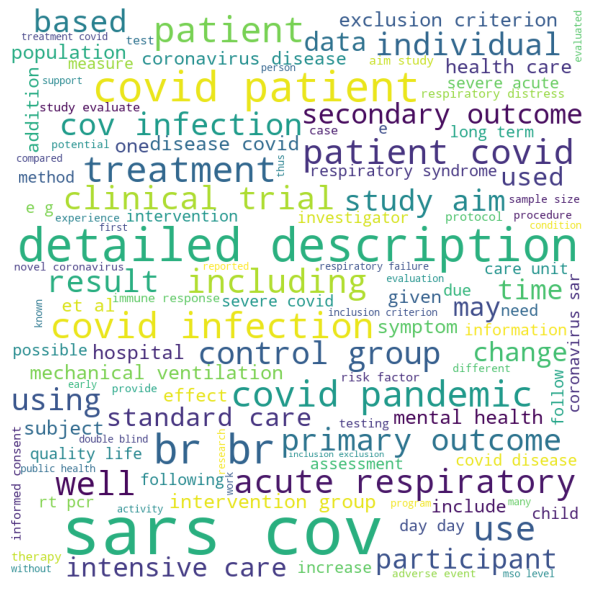 based
treatment covid
test
patient
data
exclusion criterion
individual
evaluated
population
measure
coronavirus disease
aim study
health care
support
person
addition
covid patient
severe acute
respiratory distress
study evaluate
secondary outcome
cov infection
case
e
long term
potential
one
disease covid
patient covid
compared
treatment
thus
method
respiratory syndrome
used
sample size
clinical trial
study aim
e g
experience
intervention
investigator
protocol
procedure
first
condition
detailed description
novel coronavirus
reported
respiratory failure
result
including
evaluation
care unit
due
time
coronavirus sar
known
et al
immune response
severe covid
inclusion criterion
given
may
need
covid infection
symptom
information
possible
hospital
control group
change
different
mechanical ventilation
risk factor
early
provide
effect
follow
using
covid pandemic
standard care
testing
mental health
subject
double blind
br br
research
primary outcome
informed consent
quality life
inclusion exclusion
public health
following
assessment
covid disease
well
work
acute respiratory
rt pcr
intervention group
activity
program
many
include
child
sars cov
day day
use
therapy
increase
participant
without
intensive care
adverse event
mso level